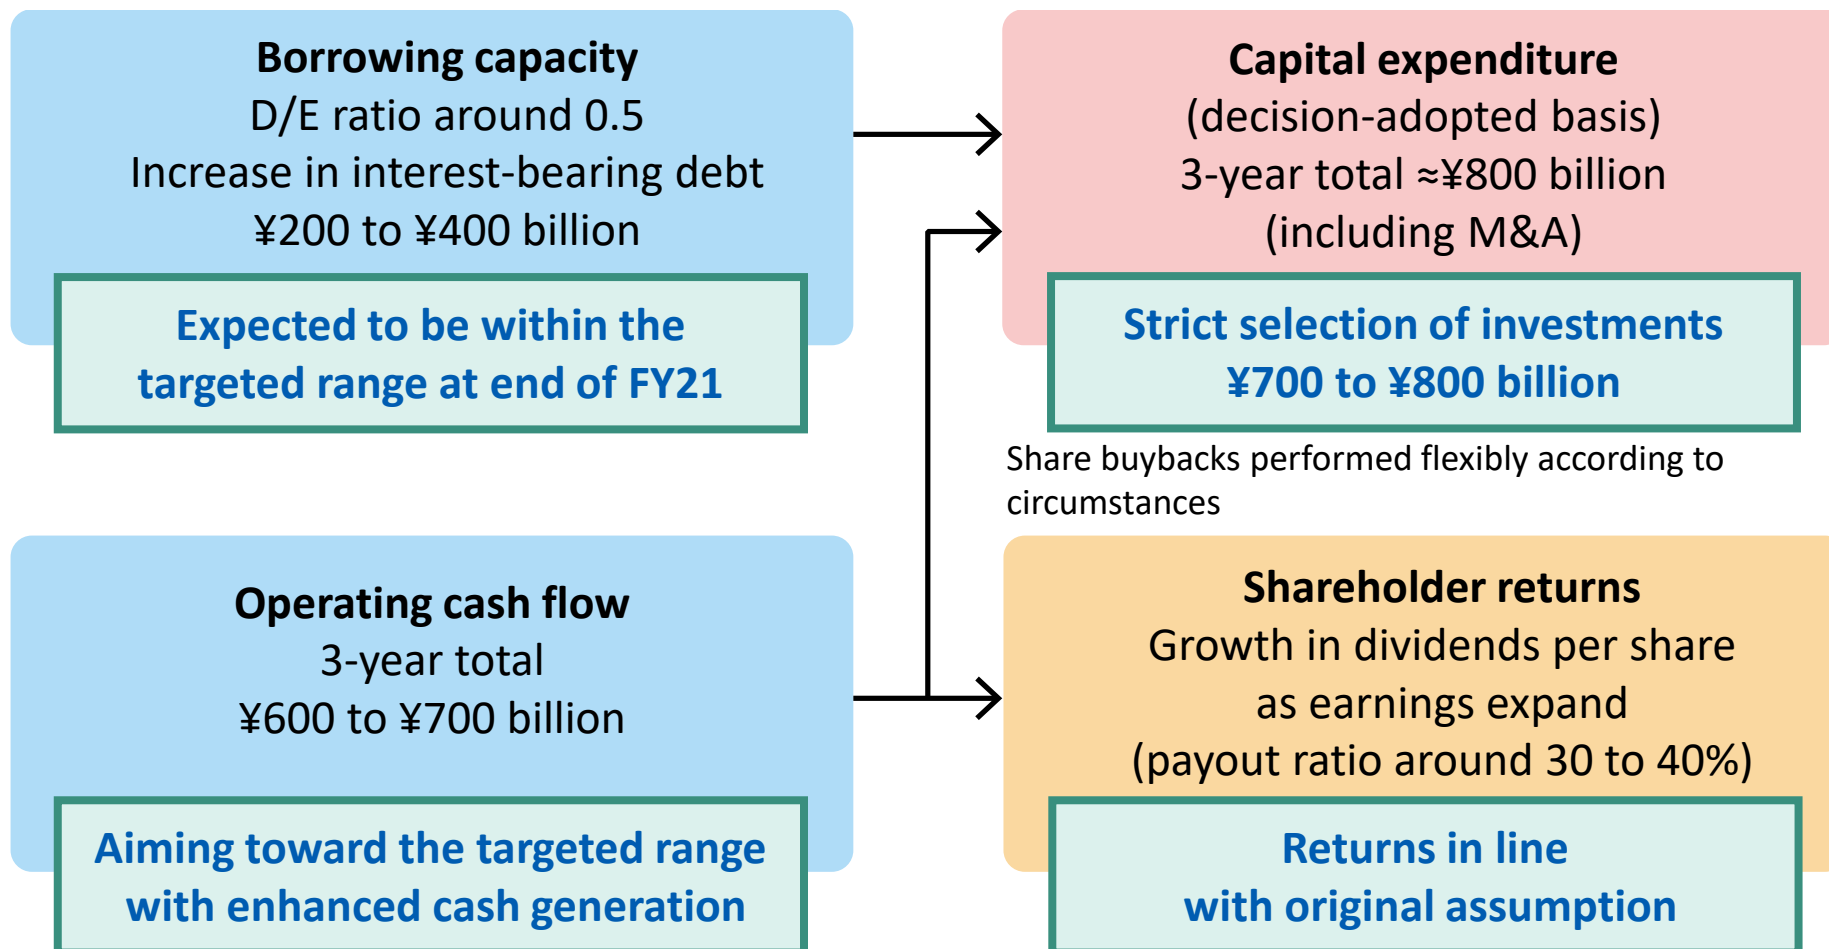 Borrowing capacity
D/E ratio around 0.5
Increase in interest-bearing debt
¥200 to ¥400 billion
Expected to be within the
targeted range at end of FY21
Capital expenditure
(decision-adopted basis)
3-year total ≈¥800 billion
(including M&A)
Strict selection of investments
¥700 to ¥800 billion
Share buybacks performed flexibly according to
circumstances
Operating cash flow
3-year total
¥600 to ¥700 billion
Aiming toward the targeted range
with enhanced cash generation
Shareholder returns
Growth in dividends per share
as earnings expand
(payout ratio around 30 to 40%)
Returns in line
with original assumption